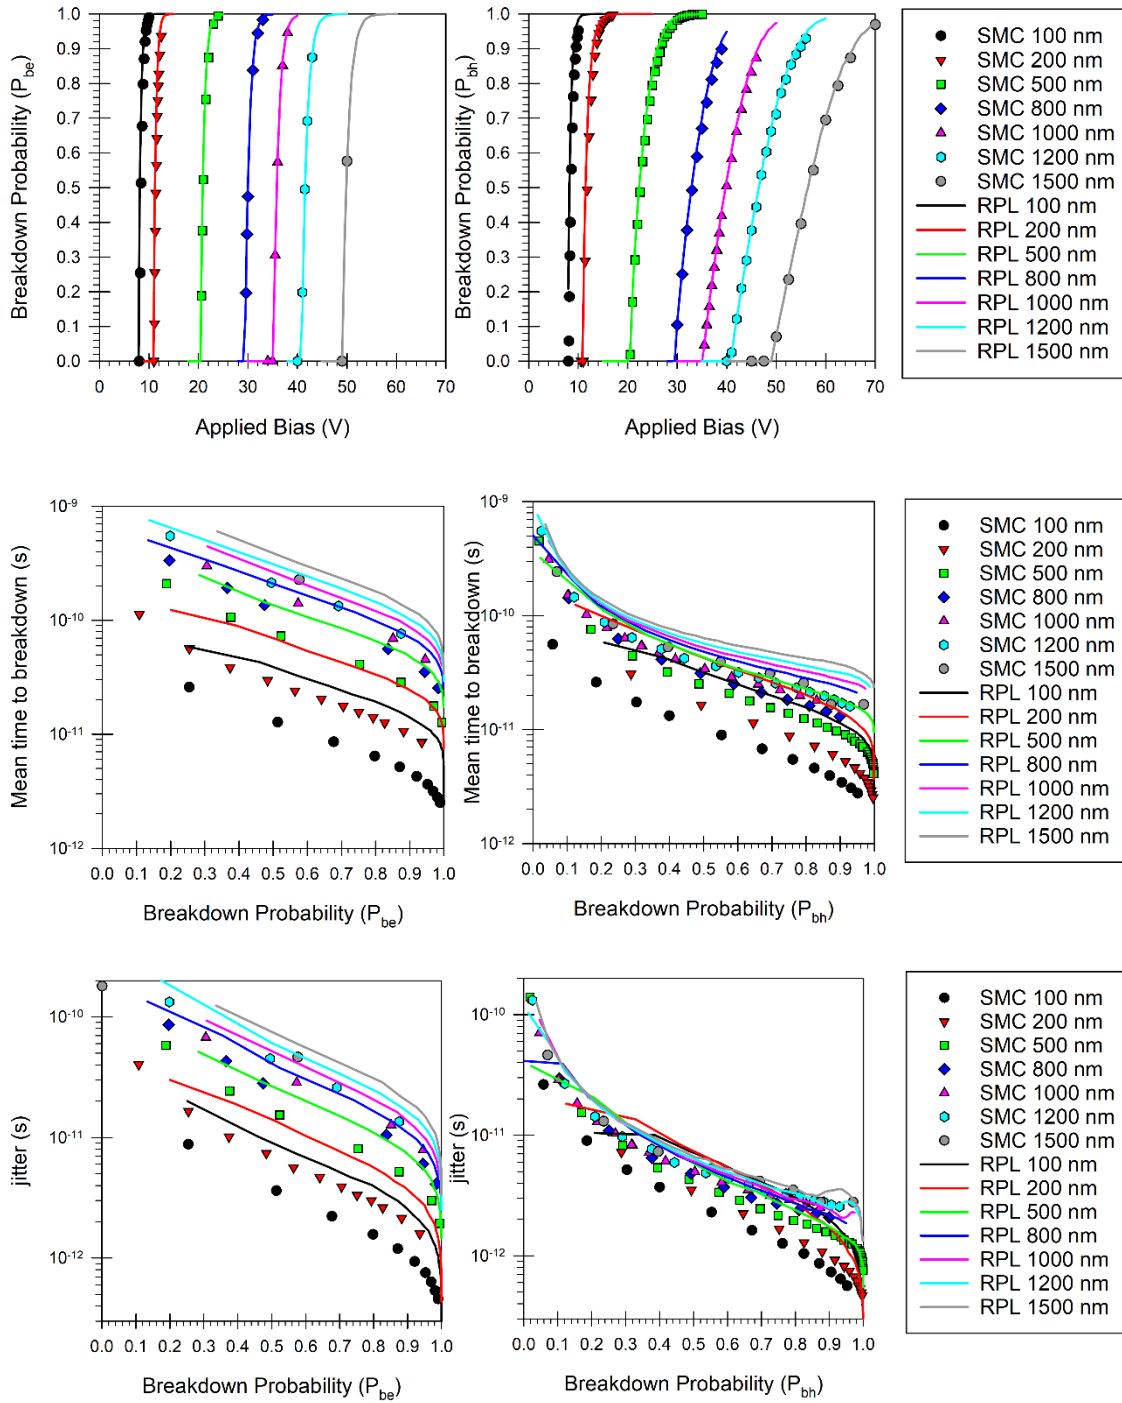 Breakdown Probability (Pbe)
1.0
0.9
0.8
0.7
0.6
0.5
0.4
0.3
0.2
0.1
0.0
0 10 20 30 40 50 60 70
Applied Bias (V)
Breakdown Probability (Pbh)
1.0
0.9
0.8
0.7
0.6
0.5
0.4
0.3
0.2
0.1
0.0
0 10 20 30 40 50 60 70
Applied Bias (V)
SMC 100 nm
SMC 200 nm
SMC 500 nm
SMC 800 nm
SMC 1000 nm
SMC 1200 nm
SMC 1500 nm
RPL 100 nm
RPL 200 nm
RPL 500 nm
RPL 800 nm
RPL 1000 nm
RPL 1200 nm
RPL 1500 nm
Mean time to breakdown (s)
10-9
10-10
10-11
10-12
0.0 0.1 0.2 0.3 0.4 0.5 0.6 0.7 0.8 0.9 1.0
Breakdown Probability (Pbe)
Mean time to breakdown (s)
10-9
10-10
10-11
10-12
0.0 0.1 0.2 0.3 0.4 0.5 0.6 0.7 0.8 0.9 1.0
Breakdown Probability (Pbh)
SMC 100 nm
SMC 200 nm
SMC 500 nm
SMC 800 nm
SMC 1000 nm
SMC 1200 nm
SMC 1500 nm
RPL 100 nm
RPL 200 nm
RPL 500 nm
RPL 800 nm
RPL 1000 nm
RPL 1200 nm
RPL 1500 nm
jitter (s)
10-10
10-11
10-12
0.0 0.1 0.2 0.3 0.4 0.5 0.6 0.7 0.8 0.9 1.0
Breakdown Probability (Pbe)
jitter (s)
10-10
10-11
10-12
0.0 0.1 0.2 0.3 0.4 0.5 0.6 0.7 0.8 0.9 1.0
Breakdown Probability (Pbh)
SMC 100 nm
SMC 200 nm
SMC 500 nm
SMC 800 nm
SMC 1000 nm
SMC 1200 nm
SMC 1500 nm
RPL 100 nm
RPL 200 nm
RPL 500 nm
RPL 800 nm
RPL 1000 nm
RPL 1200 nm
RPL 1500 nm